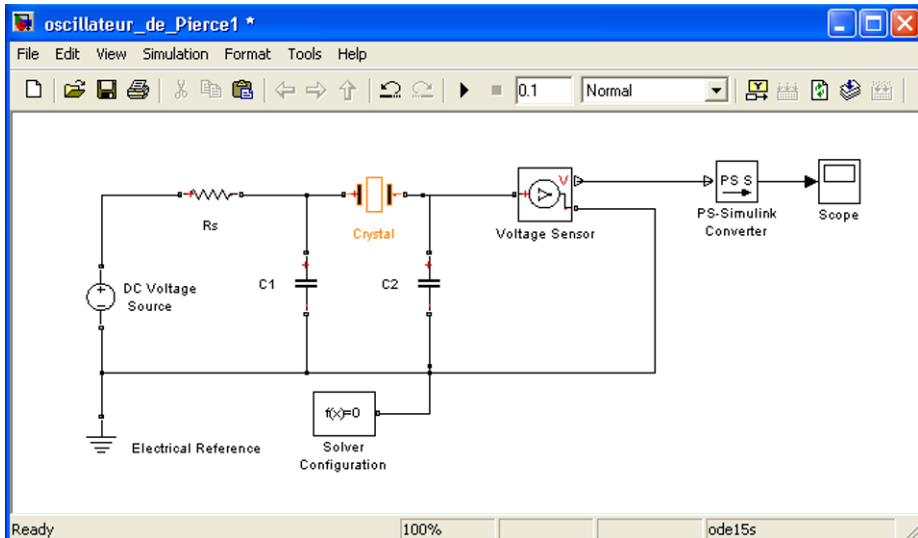 oscillateur_de_Pierce1 *
File Edit View Simulation Format Tools Help
0.1 Normal
Rs
Crystal
V
Voltage Sensor
PS S
PS-Simulink
Converter
Scope
DC Voltage
Source
C1
C2
f(x)=0
Solver
Configuration
Electrical Reference
Ready 100% ode15s